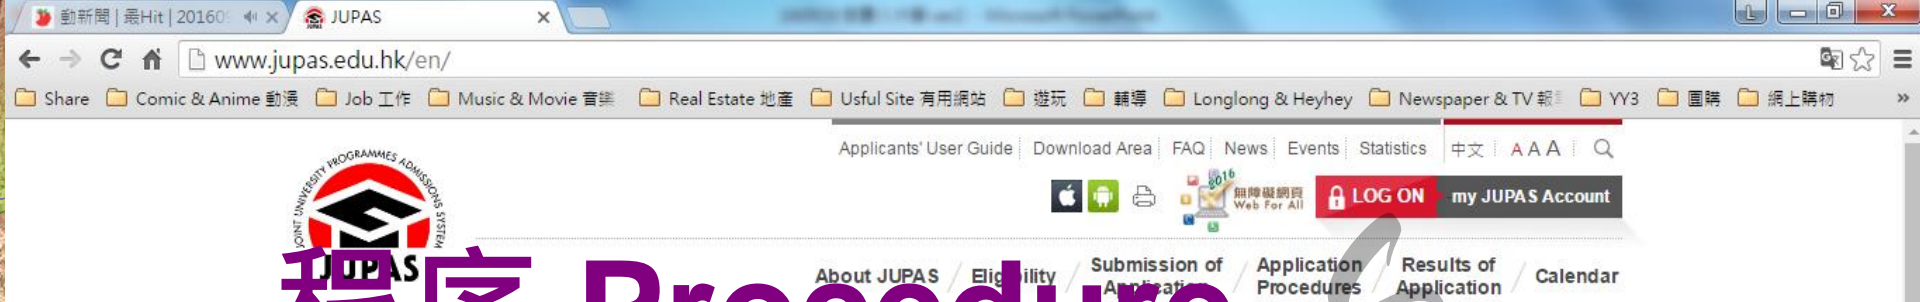 動新聞 | 最Hit | 20160
JUPAS
www.jupas.edu.hk/en/
Share Comic & Anime 動漫 Job 工作 Music & Movie 音樂 Real Estate 地產 Usful Site 有用網站 遊玩 輔導 Longlong & Heyhey Newspaper & TV 報 YY3 團購 網上購物 »
Applicants' User Guide Download Area FAQ News Events Statistics 中文 A A A
JOINT UNIVERSITY PROGRAMMES ADMISSIONS SYSTEM
JUPAS
2016 無障礙網頁
Web For All
LOG ON my JUPAS Account
About JUPAS / Eligibility / Submission of Application / Application Procedures / Results of Application / Calendar
程序 Procedure